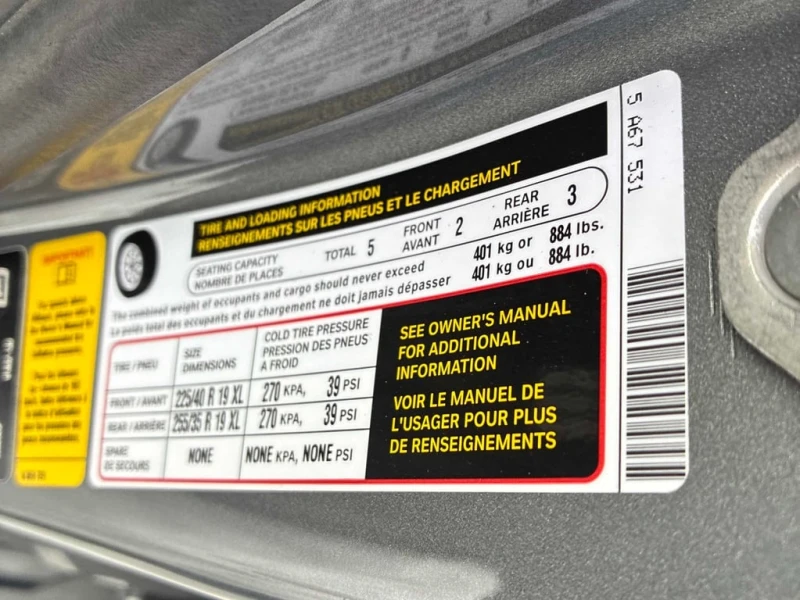 TIRE AND LOADING INFORMATION
RENSEIGNEMENTS SUR LES PNEUS ET LE CHARGEMENT
SEATING CAPACITY
NOMBRE DE PLACES
TOTAL 5
FRONT
AVANT
2
REAR
ARRIÈRE
3
The combined weight of occupants and cargo should never exceed 401 kg or 884 lbs.
Le poids total des occupants et du chargement ne doit jamais dépasser 401 kg ou 884 lb.
TIRE / PNEU
SIZE
DIMENSIONS
COLD TIRE PRESSURE
PRESSION DES PNEUS
A FROID
FRONT / AVANT 225/40 R 19 XL 270 KPA, 39 PSI
REAR / ARRIÈRE 255/35 R 19 XL 270 KPA, 39 PSI
SPARE
DE SECOURS
NONE NONE KPA, NONE PSI
SEE OWNER'S MANUAL
FOR ADDITIONAL
INFORMATION
VOIR LE MANUEL DE
L'USAGER POUR PLUS
DE RENSEIGNEMENTS
5 A67 531
IMPORTANT!